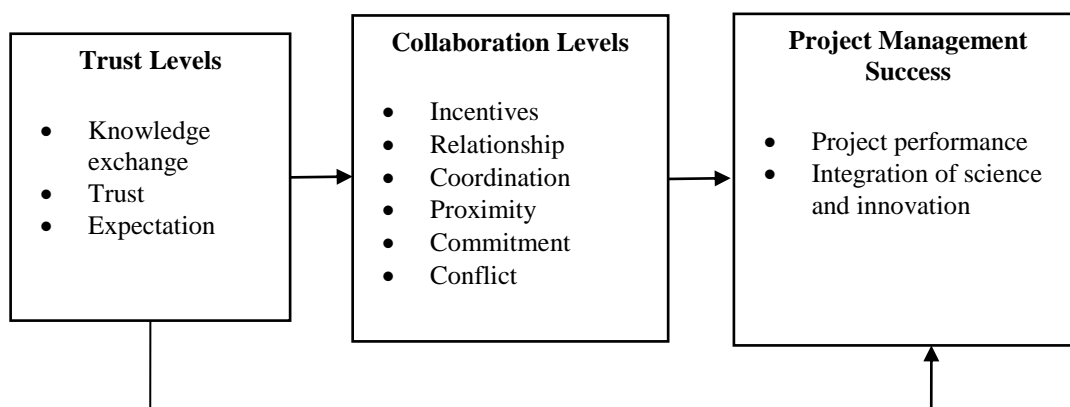 Trust Levels
• Knowledge
exchange
• Trust
• Expectation
Collaboration Levels
• Incentives
• Relationship
• Coordination
• Proximity
• Commitment
• Conflict
Project Management
Success
• Project performance
• Integration of science
and innovation